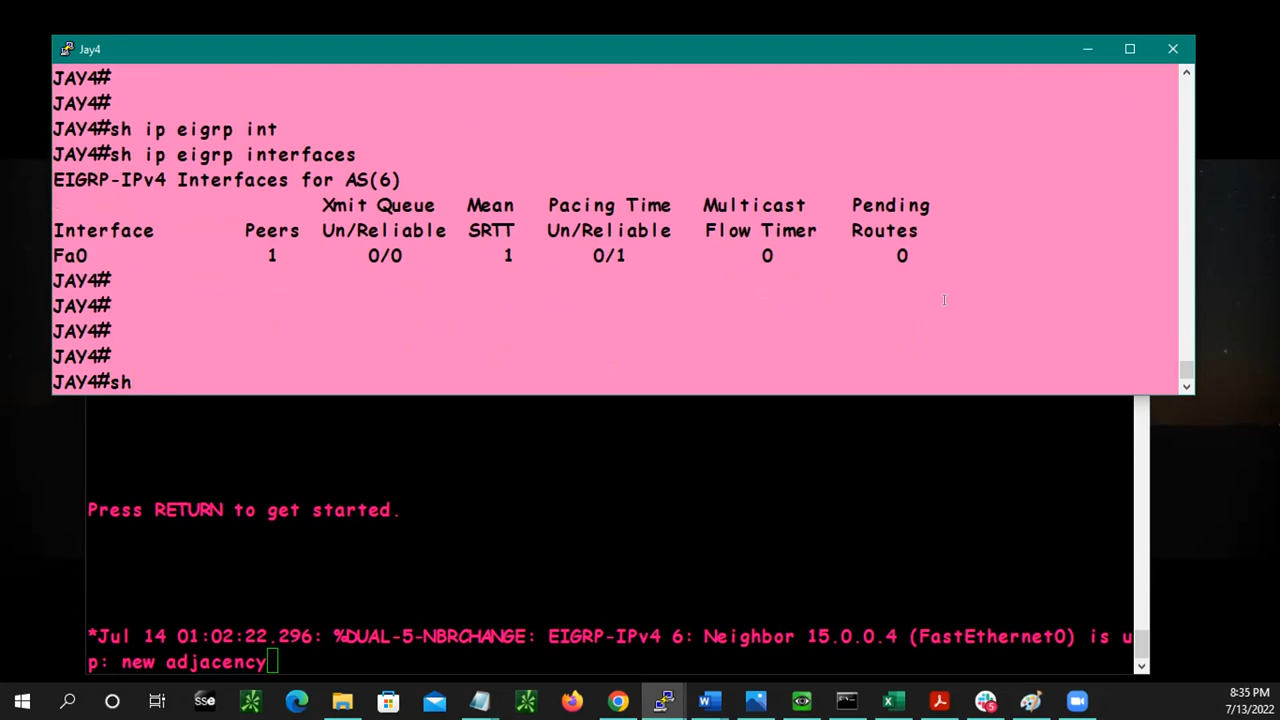 Jay4
JAY4#
JAY4#
JAY4#sh ip eigrp int
JAY4#sh ip eigrp interfaces
EIGRP-IPv4 Interfaces for AS(6)
Xmit Queue Mean Pacing Time Multicast Pending
Interface Peers Un/Reliable SRTT Un/Reliable Flow Timer Routes
Fa0 1 0/0 1 0/1 0 0
JAY4#
JAY4#
JAY4#
JAY4#
JAY4#sh
Press RETURN to get started.
*Jul 14 01:02:22.296: %DUAL-5-NBRCHANGE: EIGRP-IPv4 6: Neighbor 15.0.0.4 (FastEthernet0) is u
p: new adjacency
SSE
5
8:35 PM
7/13/2022